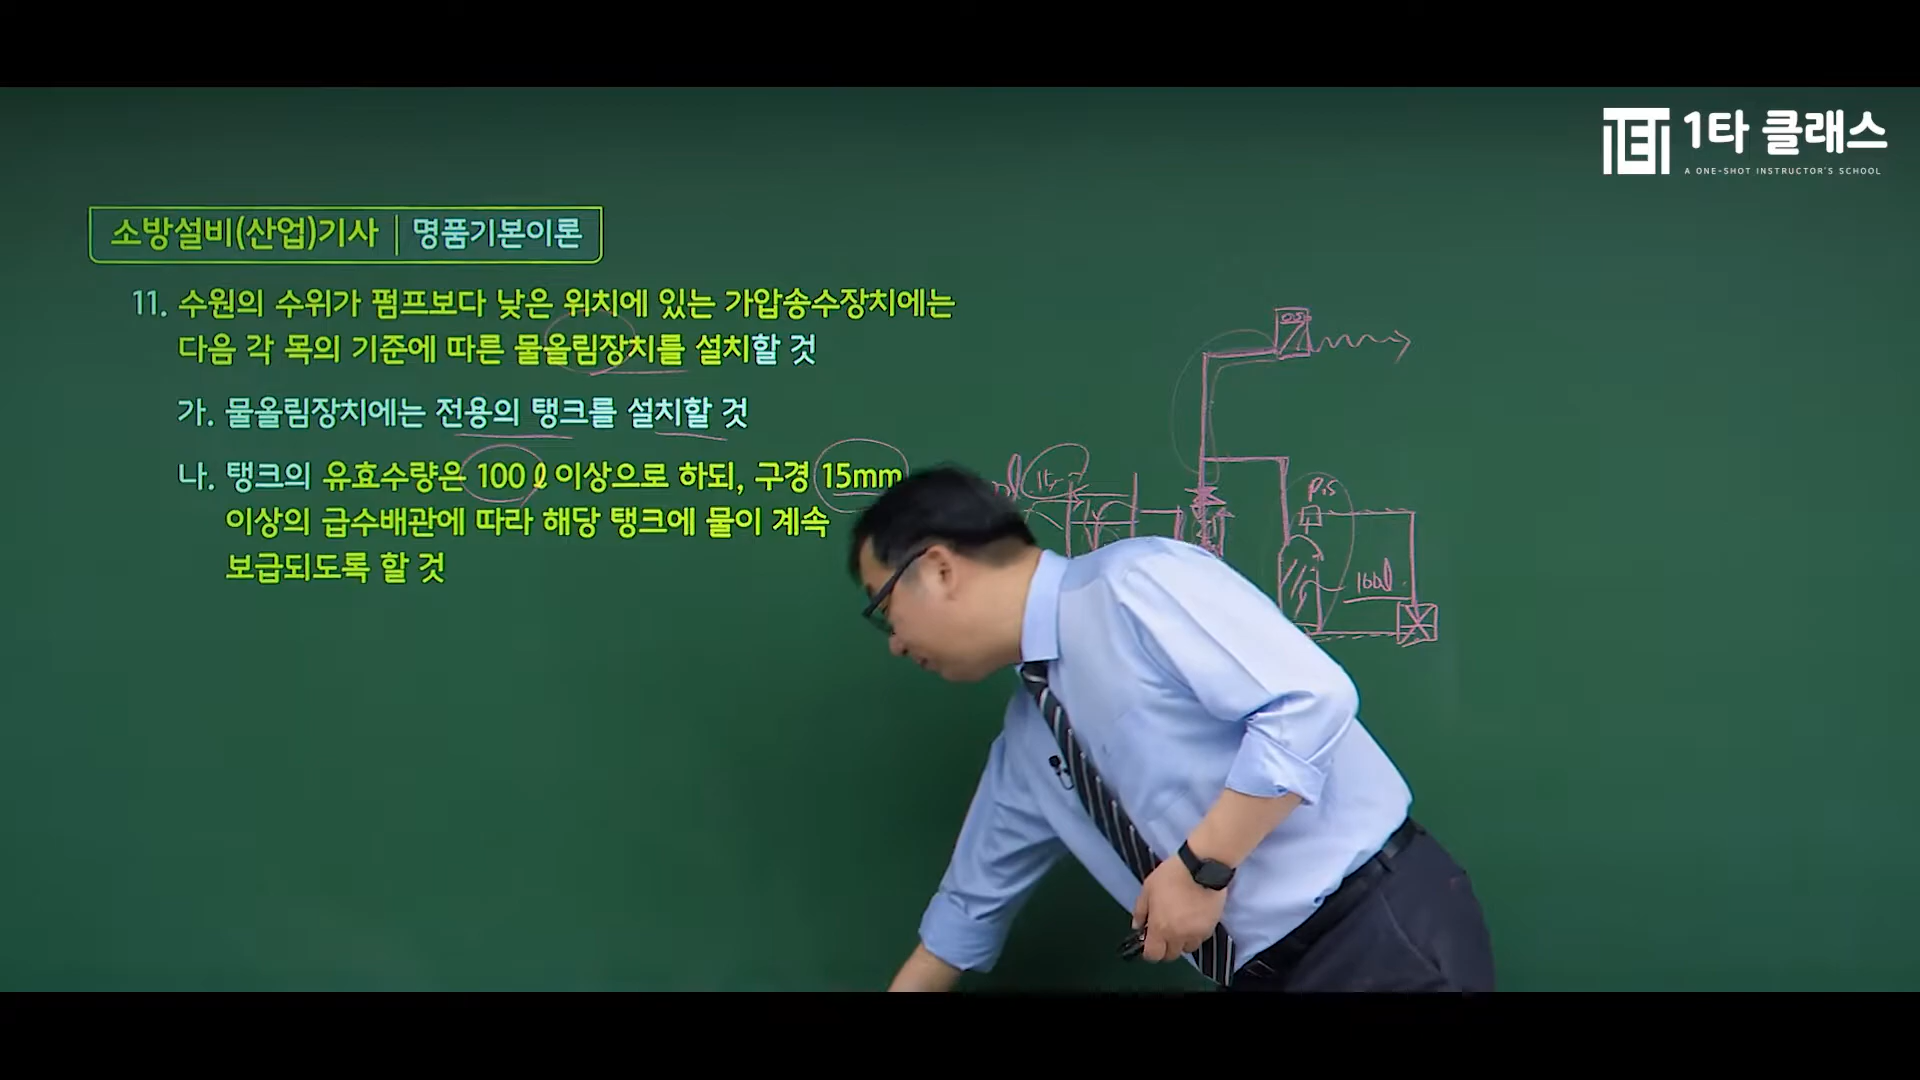 1타 클래스
A ONE-SHOT INSTRUCTOR'S SCHOOL
소방설비(산업)기사 | 명품기본이론
11. 수원의 수위가 펌프보다 낮은 위치에 있는 가압송수장치에는
다음 각 목의 기준에 따른 물올림장치를 설치할 것
가. 물올림장치에는 전용의 탱크를 설치할 것
나. 탱크의 유효수량은 100ℓ 이상으로 하되, 구경 15mm
이상의 급수배관에 따라 해당 탱크에 물이 계속
보급되도록 할 것
100ℓ